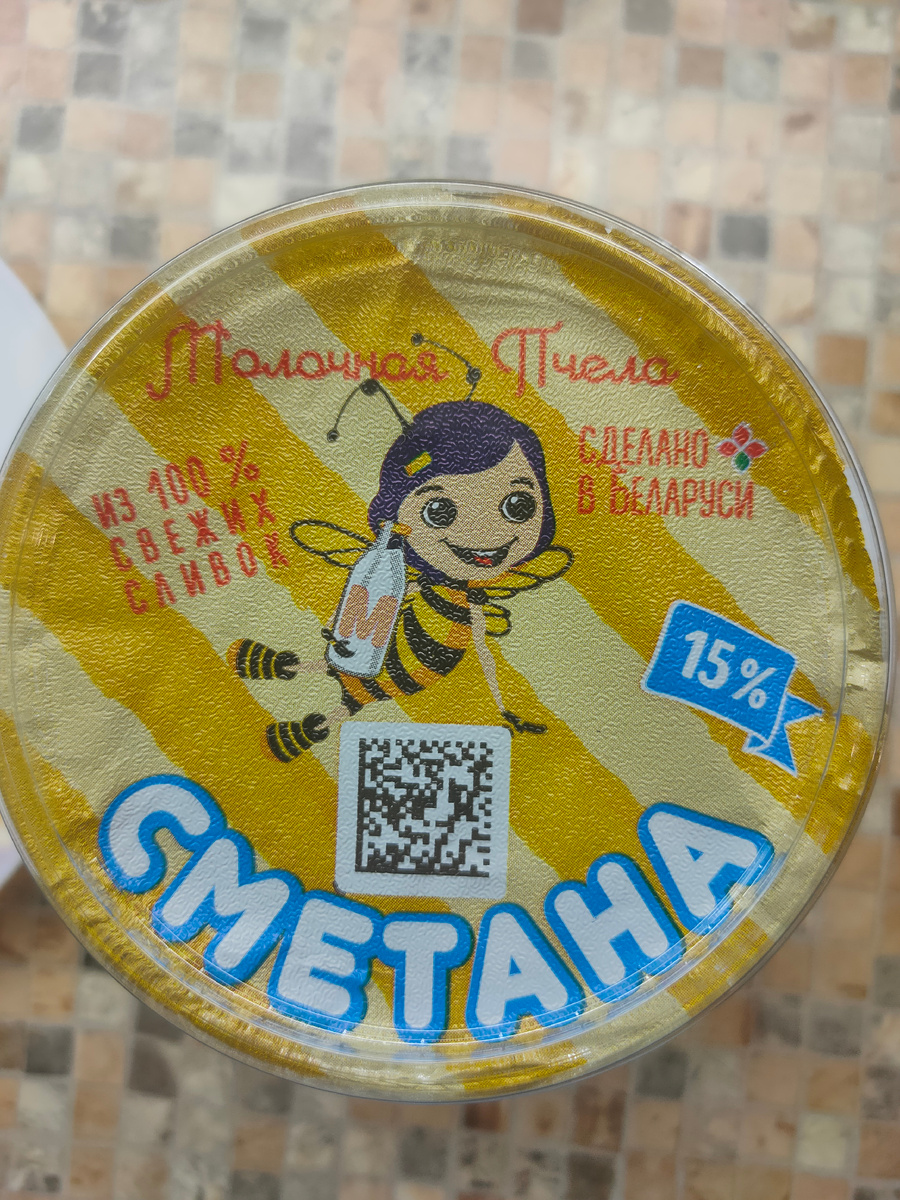 Молочная Пчела
ИЗ 100 %
СВЕЖИХ
СЛИВОК
СДЕЛАНО
В БЕЛАРУСИ
М
15%
СМЕТАНА